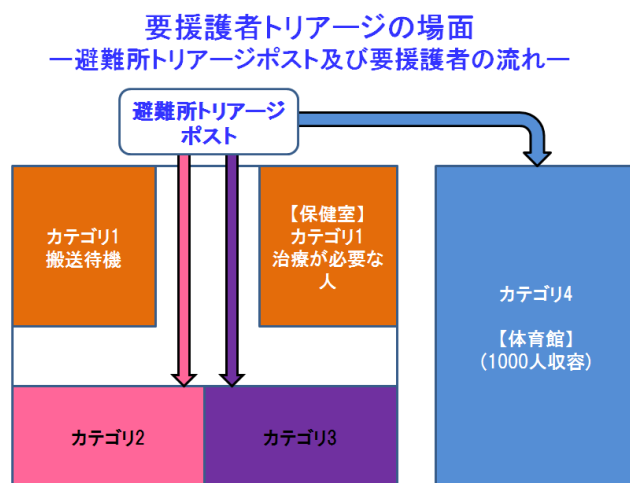 要援護者トリアージの場面
―避難所トリアージポスト及び要援護者の流れ―
避難所トリアージ
ポスト
カテゴリ1
搬送待機
【保健室】
カテゴリ1
治療が必要な
人
カテゴリ4
【体育館】
(1000人収容)
カテゴリ2
カテゴリ3